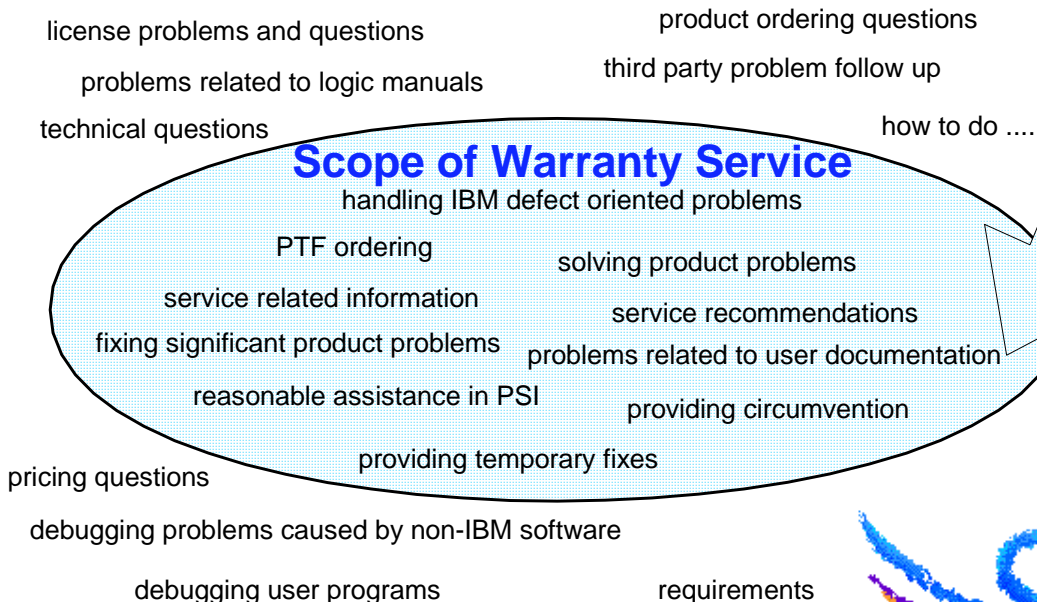 product ordering questions
license problems and questions
third party problem follow up
problems related to logic manuals
technical questions
how to do ....
Scope of Warranty Service
handling IBM defect oriented problems
PTF ordering
solving product problems
service related information
service recommendations
fixing significant product problems
problems related to user documentation
reasonable assistance in PSI
providing circumvention
providing temporary fixes
pricing questions
debugging problems caused by non-IBM software
debugging user programs
requirements